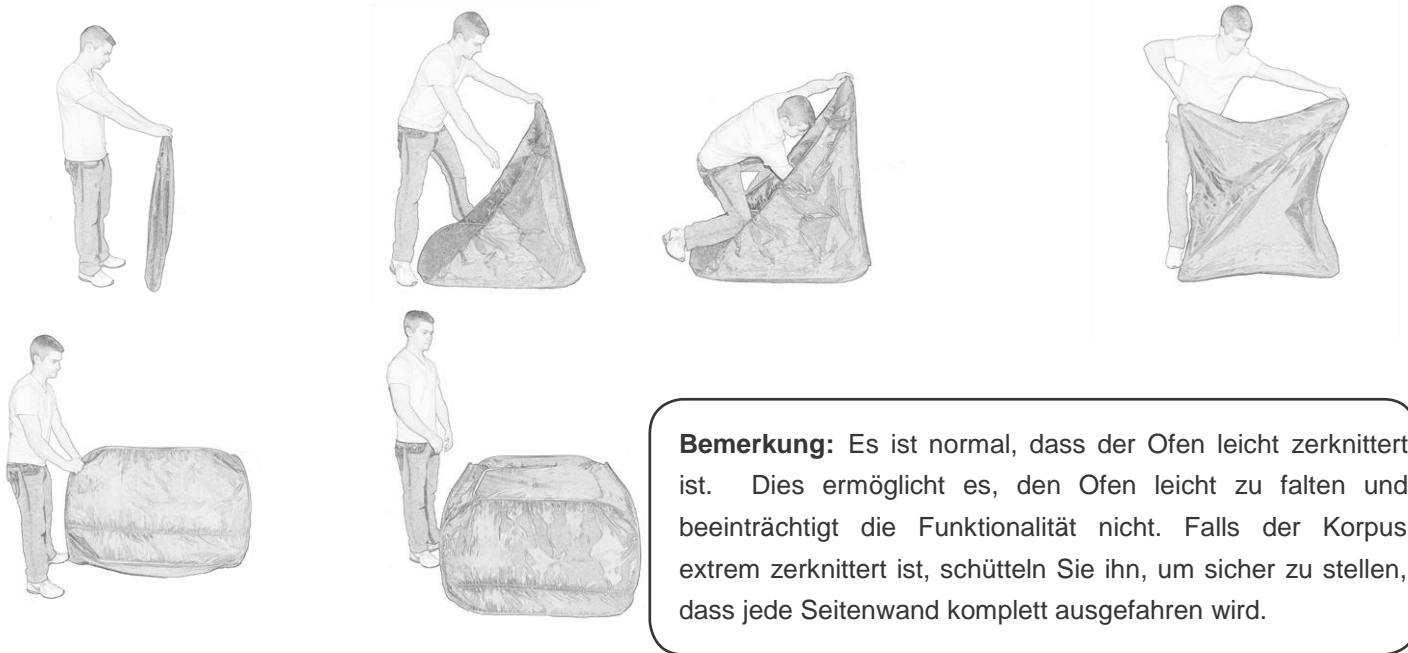 Bemerkung: Es ist normal, dass der Ofen leicht zerknittert
ist. Dies ermöglicht es, den Ofen leicht zu falten und
beeinträchtigt die Funktionalität nicht. Falls der Korpus
extrem zerknittert ist, schütteln Sie ihn, um sicher zu stellen,
dass jede Seitenwand komplett ausgefahren wird.